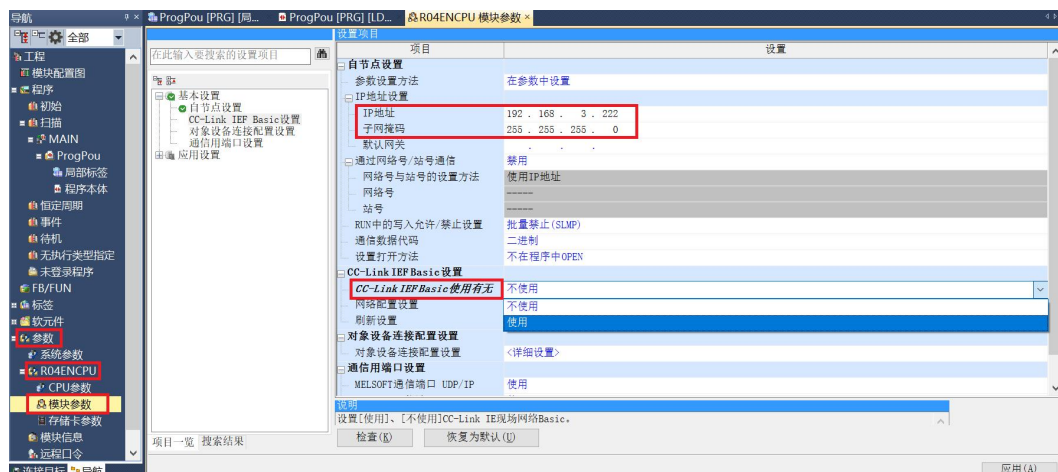 导航
ProgPou [PRG] [局...
ProgPou [PRG] [LD...
R04ENCPU 模块参数
全部
工程
模块配置图
程序
初始
扫描
MAIN
ProgPou
局部标签
程序本体
恒定周期
事件
待机
无执行类型指定
未登录程序
FB/FUN
标签
软元件
参数
系统参数
R04ENCPU
CPU参数
模块参数
存储卡参数
模块信息
远程口令
连接目标 导航
在此输入要搜索的设置项目
基本设置
自节点设置
CC-Link IEF Basic设置
对象设备连接配置设置
通信用端口设置
应用设置
项目一览 搜索结果
设置项目
项目 设置
自节点设置
参数设置方法 在参数中设置
IP地址设置
IP地址 192 . 168 . 3 . 222
子网掩码 255 . 255 . 255 . 0
默认网关 . . .
通过网络号/站号通信 禁用
网络号与站号的设置方法 使用IP地址
网络号 -----
站号 -----
RUN中的写入允许/禁止设置 批量禁止(SLMP)
通信数据代码 二进制
设置打开方法 不在程序中OPEN
CC-Link IEF Basic设置
CC-Link IEF Basic使用有无 不使用
网络配置设置 不使用
刷新设置 使用
对象设备连接配置设置
对象设备连接配置设置 <详细设置>
通信用端口设置
MELSOFT通信端口 UDP/IP 使用
说明
设置[使用]、[不使用]CC-Link IE现场网络Basic。
检查(K) 恢复为默认(U)
应用(A)